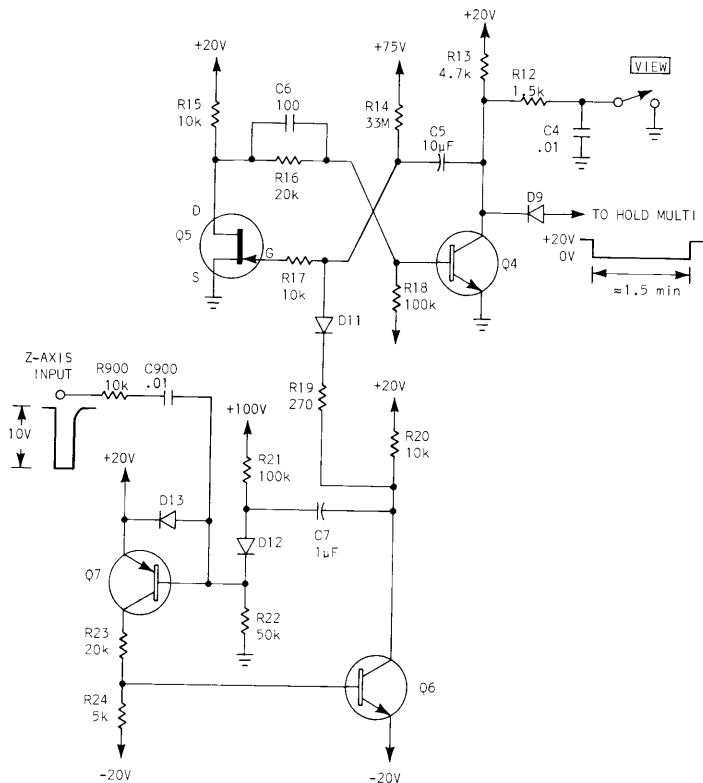 +20V
+75V
+20V
R13
4.7k
VIEW
R12
1.5k
C6
100
R15
10k
R14
33M
C5
10µF
C4
.01
R16
20k
D9
TO HOLD MULTI
D
Q5
G
S
R17
10k
Q4
+20V
0V
≈1.5 min
R18
100k
D11
Z-AXIS
INPUT
R900
10k
C900
.01
R19
270
+20V
+100V
10V
R20
10k
+20V
R21
100k
D13
C7
1µF
D12
Q7
R22
50k
R23
20k
Q6
R24
5k
-20V
-20V